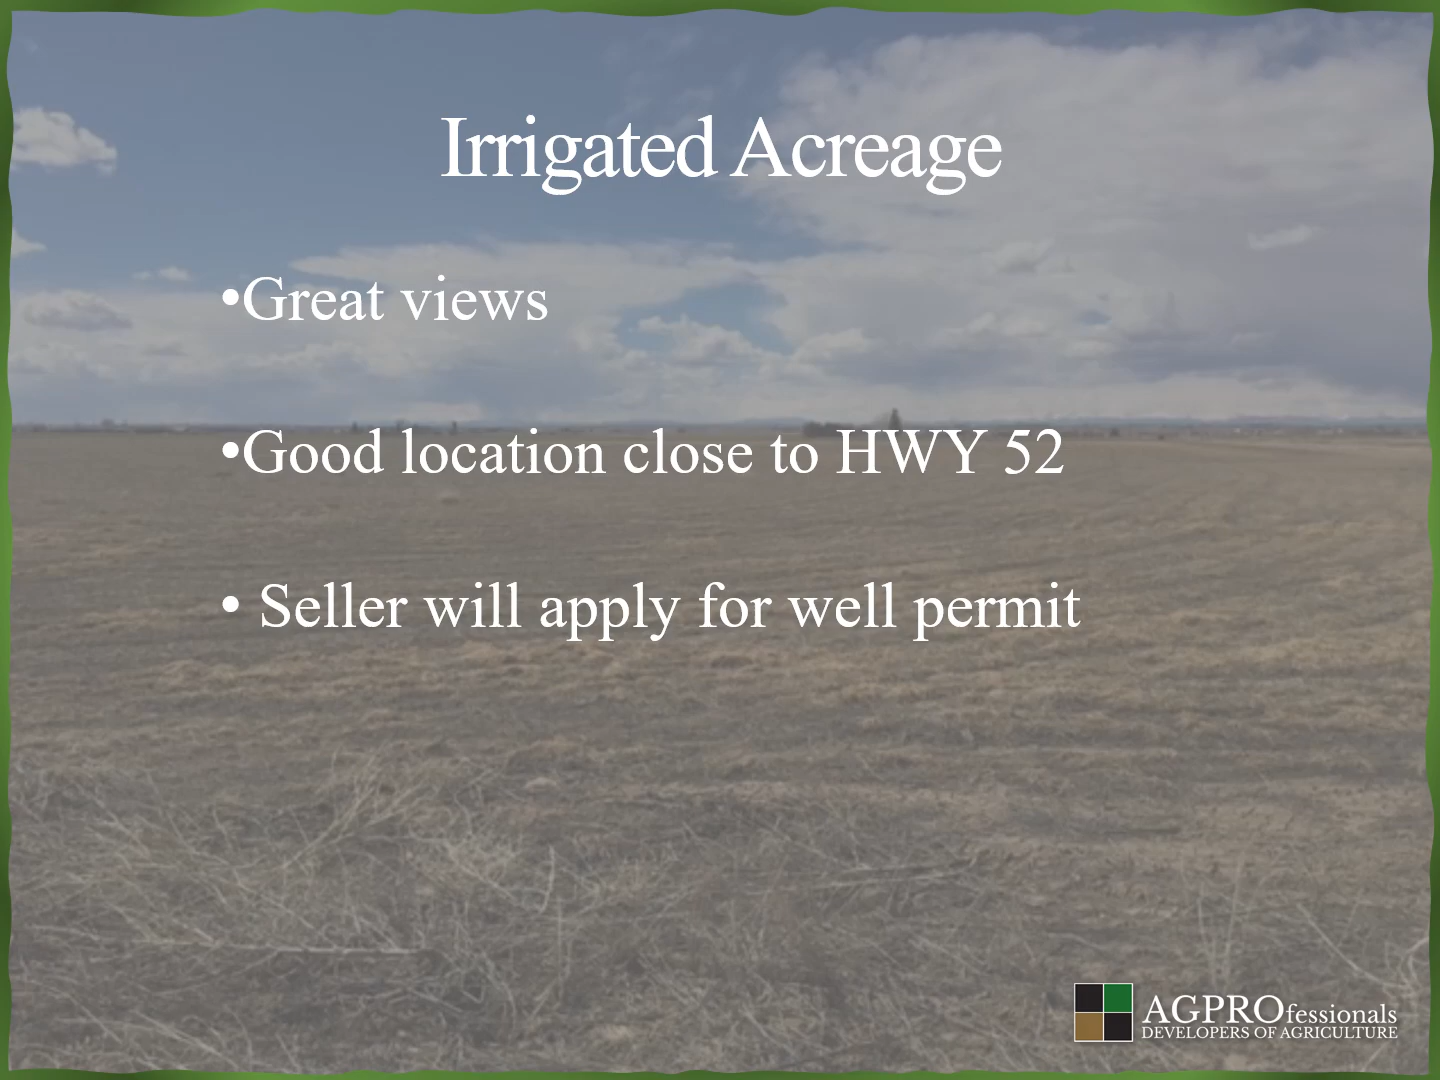 Irrigated Acreage
•Great views
•Good location close to HWY 52
• Seller will apply for well permit
AGPROfessionals
DEVELOPERS OF AGRICULTURE